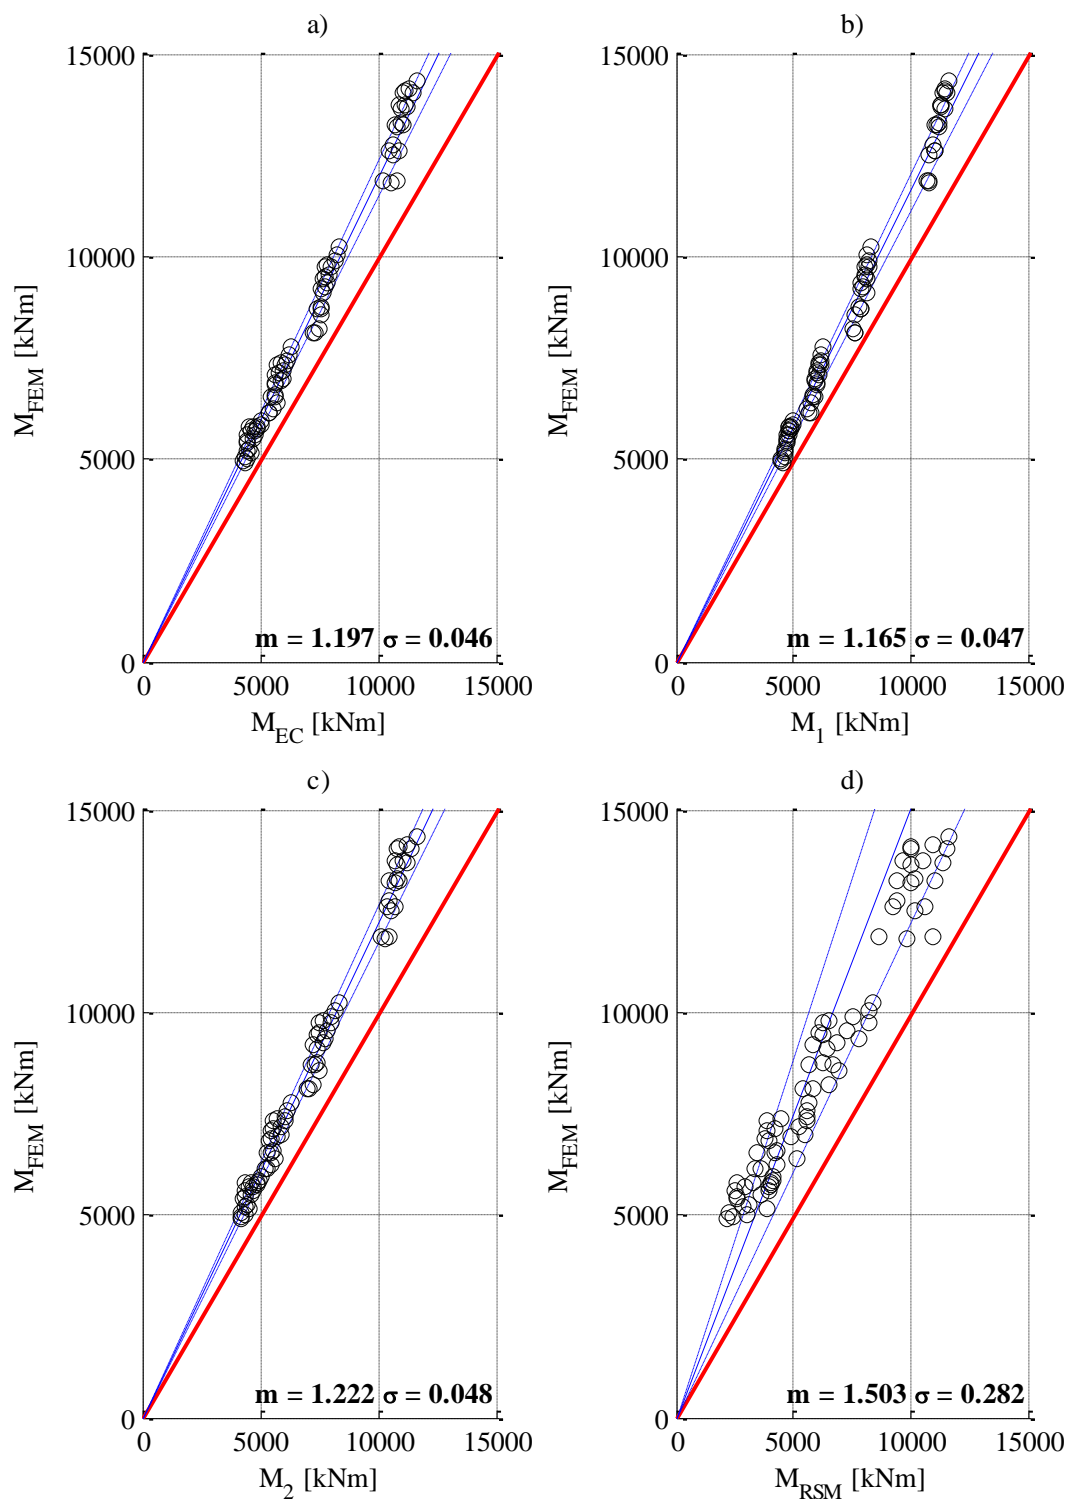 a)
15000
10000
5000
0
M_FEM [kNm]
m = 1.197 σ = 0.046
0 5000 10000 15000
M_EC [kNm]
b)
15000
10000
5000
0
M_FEM [kNm]
m = 1.165 σ = 0.047
0 5000 10000 15000
M_1 [kNm]
c)
15000
10000
5000
0
M_FEM [kNm]
m = 1.222 σ = 0.048
0 5000 10000 15000
M_2 [kNm]
d)
15000
10000
5000
0
M_FEM [kNm]
m = 1.503 σ = 0.282
0 5000 10000 15000
M_RSM [kNm]